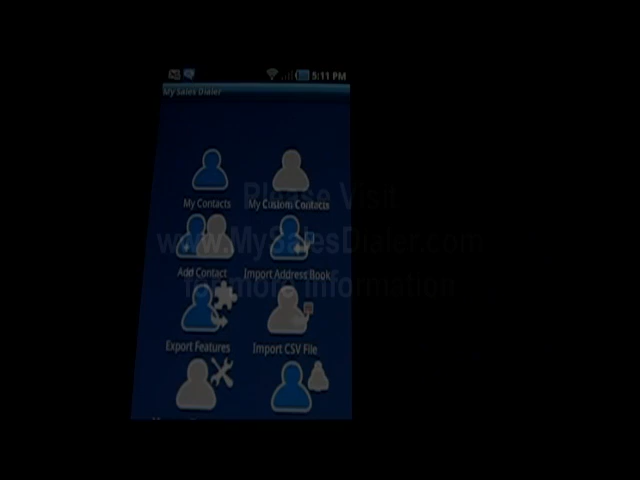 5:11 PM
My Sales Dialer
My Contacts
My Custom Contacts
Add Contact
Import Address Book
Export Features
Import CSV File
Please Visit
www.MySalesDialer.com
for more information